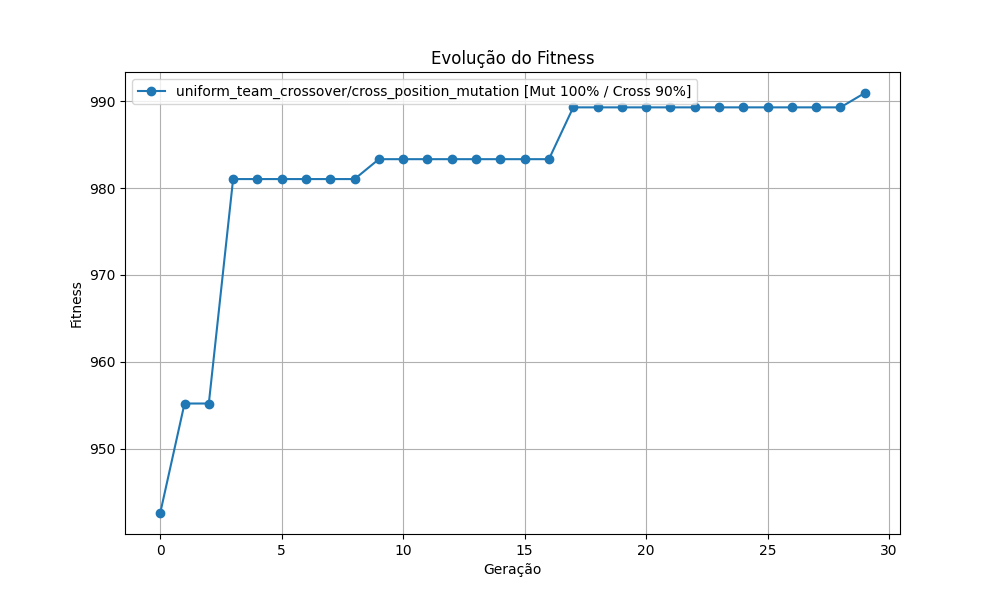 Evolução do Fitness
uniform_team_crossover/cross_position_mutation [Mut 100% / Cross 90%]
990
980
970
960
950
Fitness
0 5 10 15 20 25 30
Geração